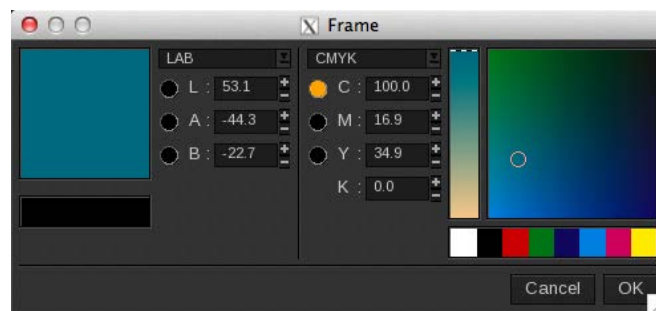 X Frame
LAB CMYK
L : 53.1 C : 100.0
A : -44.3 M : 16.9
B : -22.7 Y : 34.9
K : 0.0
Cancel OK